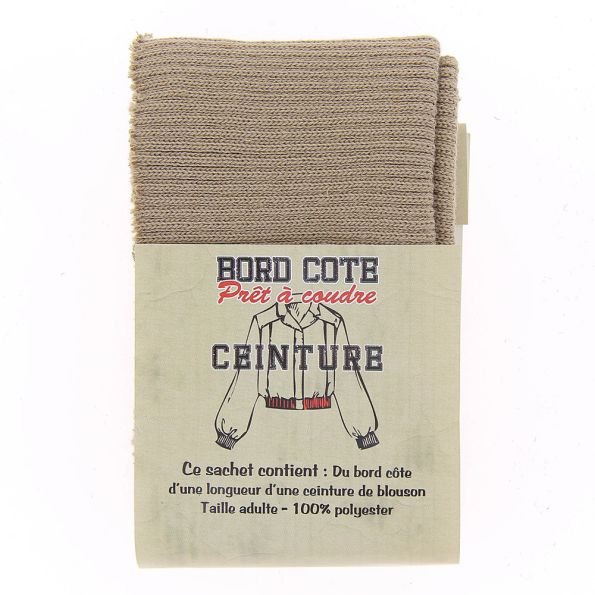 BORD COTE
Prêt à coudre
CEINTURE
Ce sachet contient : Du bord côte
d'une longueur d'une ceinture de blouson
Taille adulte - 100% polyester